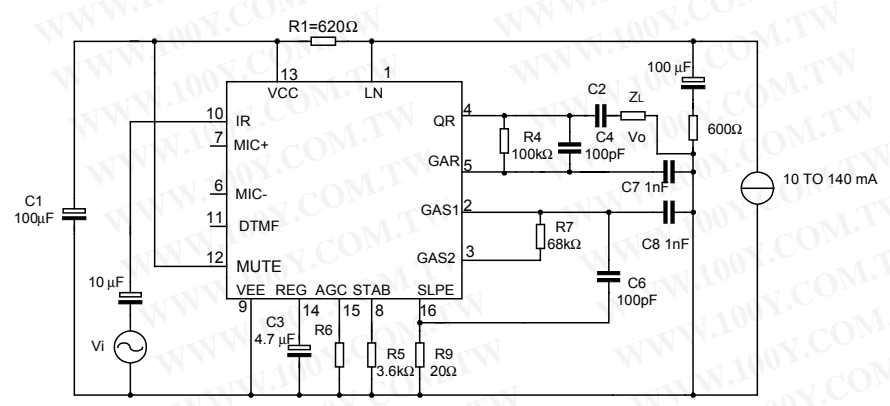 R1=620Ω
100 µF
13
1
VCC
LN
C2
ZL
4
10
IR
QR
R4
100kΩ
C4
100pF
Vo
600Ω
7
MIC+
GAR
5
C7 1nF
10 TO 140 mA
6
MIC-
C1
100µF
11
DTMF
GAS1
2
R7
68kΩ
C8 1nF
12
MUTE
GAS2
3
10 µF
C6
100pF
VEE
REG
AGC
STAB
SLPE
9
14
15
8
16
C3
4.7 µF
R6
R5
3.6kΩ
R9
20Ω
Vi
WWW.100Y.COM.TW